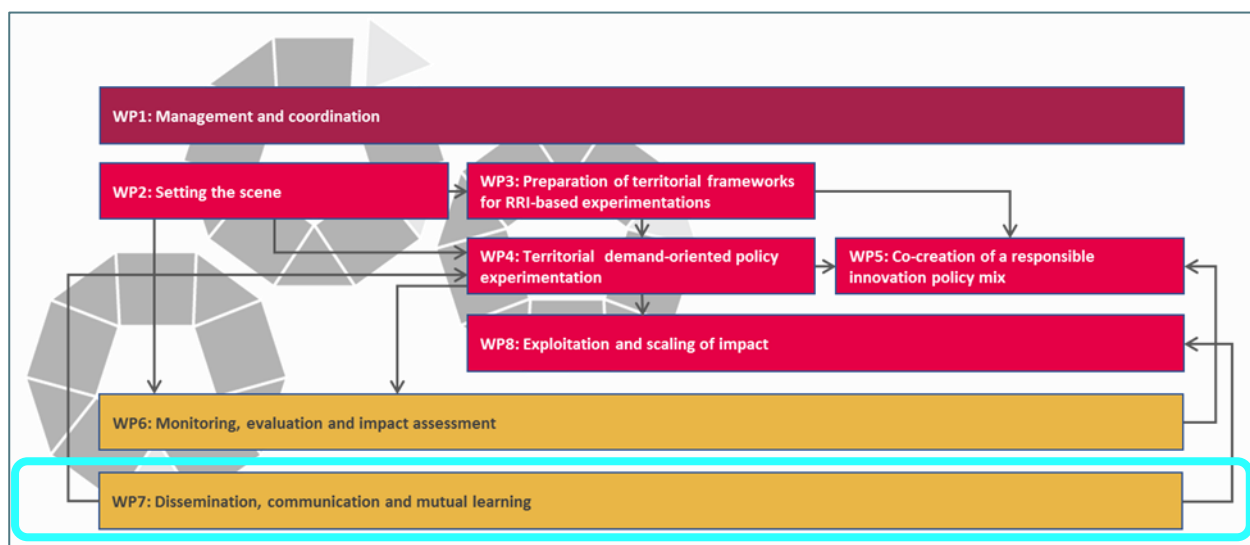 WP1: Management and coordination
WP2: Setting the scene
WP3: Preparation of territorial frameworks
for RRI-based experimentations
WP4: Territorial demand-oriented policy
experimentation
WP5: Co-creation of a responsible
innovation policy mix
WP8: Exploitation and scaling of impact
WP6: Monitoring, evaluation and impact assessment
WP7: Dissemination, communication and mutual learning